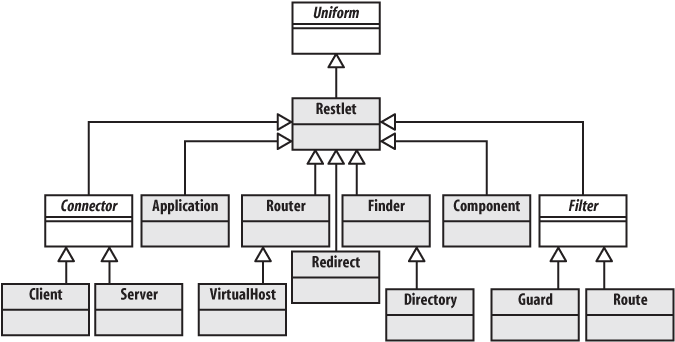 Uniform
Restlet
Connector
Application
Router
Finder
Component
Filter
Redirect
Client
Server
VirtualHost
Directory
Guard
Route